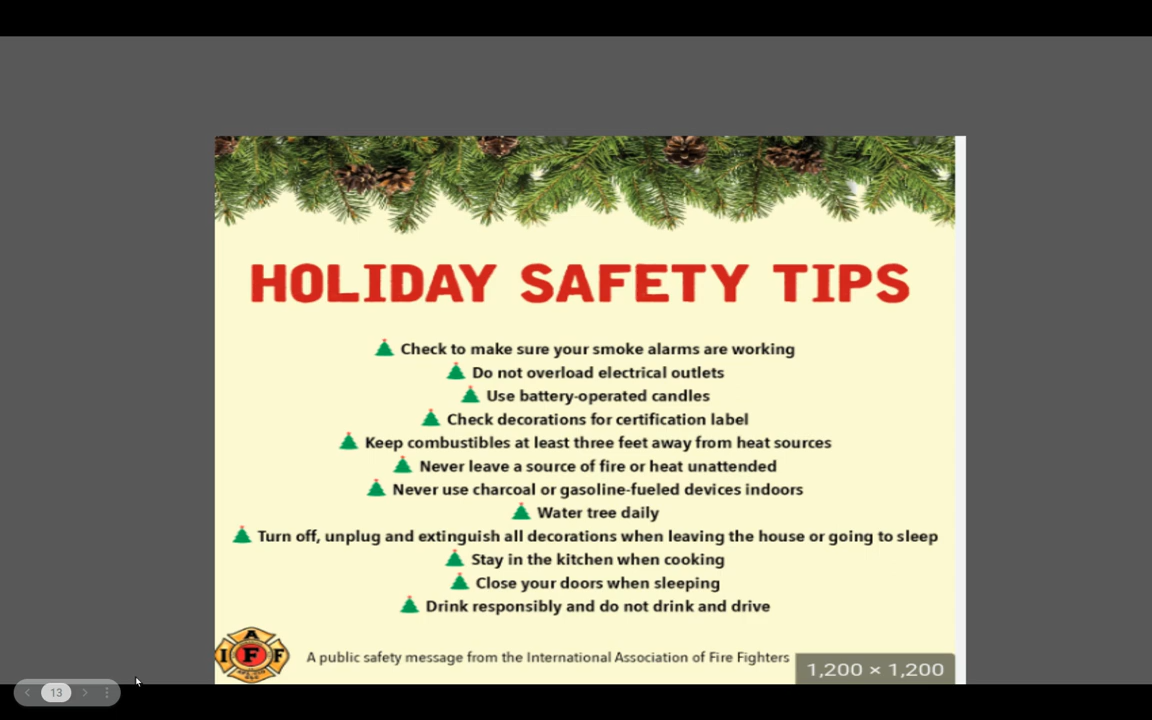 HOLIDAY SAFETY TIPS
Check to make sure your smoke alarms are working
Do not overload electrical outlets
Use battery-operated candles
Check decorations for certification label
Keep combustibles at least three feet away from heat sources
Never leave a source of fire or heat unattended
Never use charcoal or gasoline-fueled devices indoors
Water tree daily
Turn off, unplug and extinguish all decorations when leaving the house or going to sleep
Stay in the kitchen when cooking
Close your doors when sleeping
Drink responsibly and do not drink and drive
A
I F F
A public safety message from the International Association of Fire Fighters
1,200 × 1,200
13